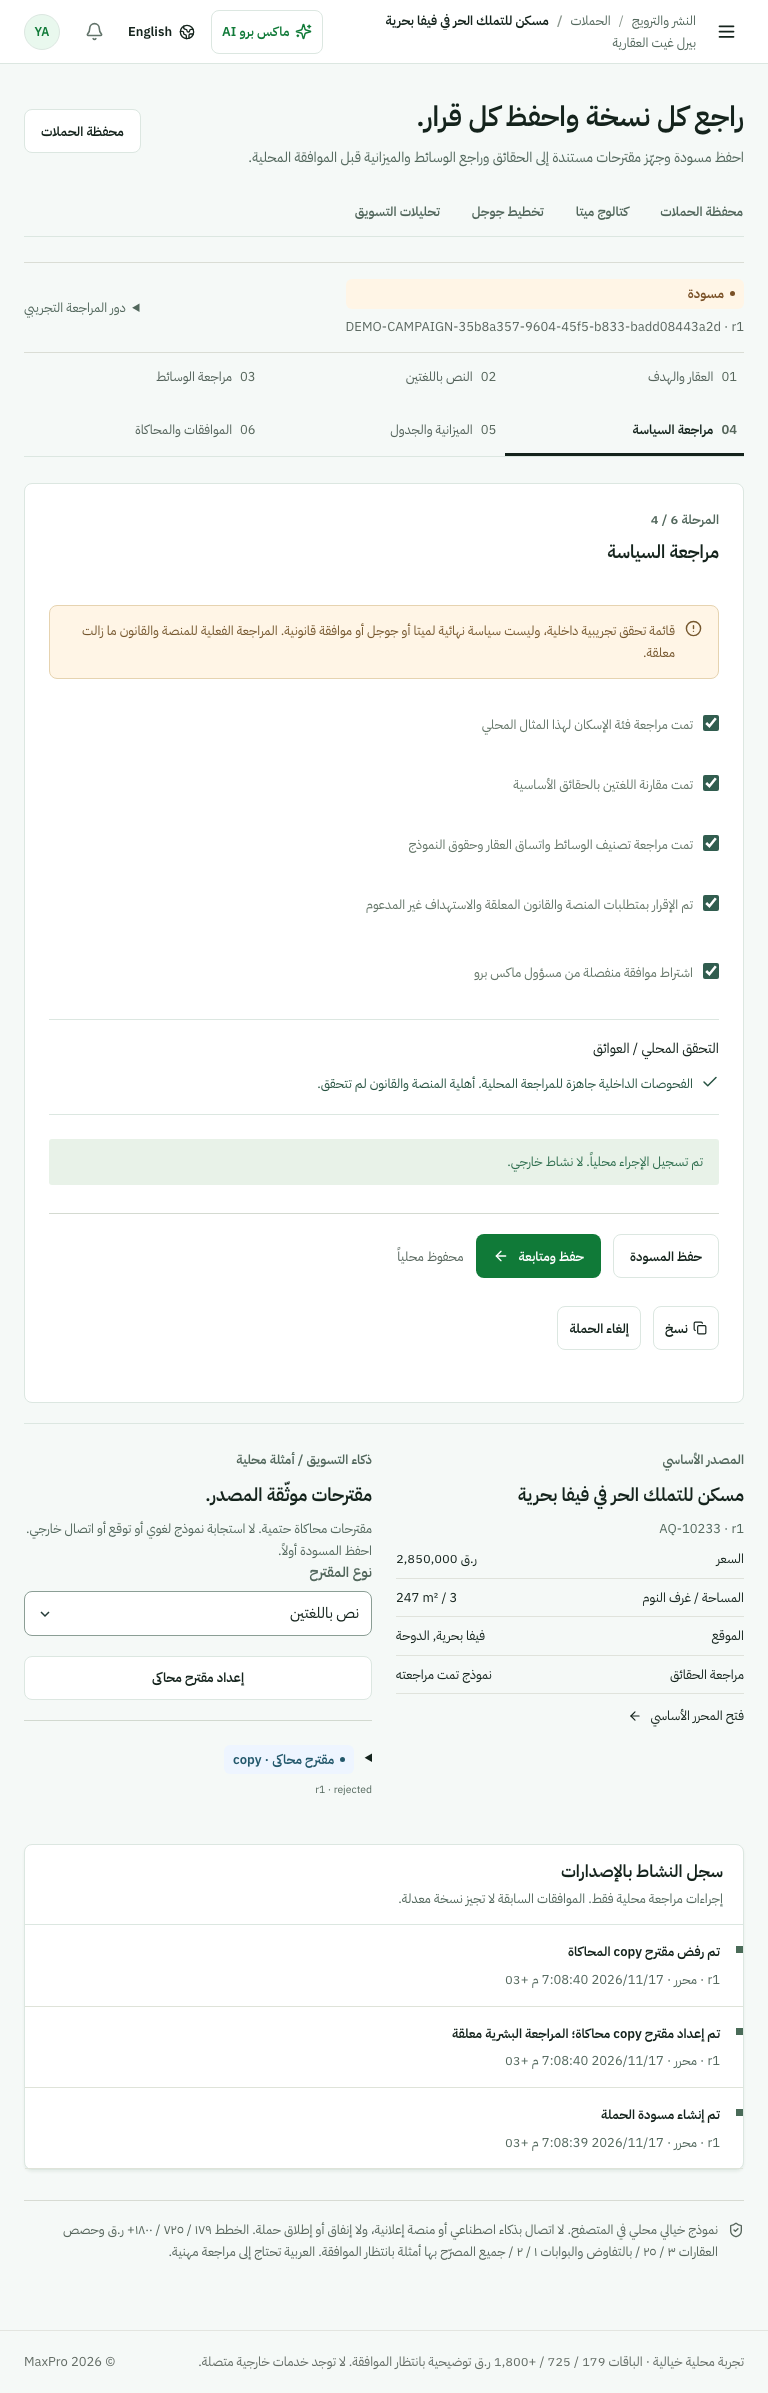 النشر والترويج / الحملات / مسكن للتملك الحر في فيفا بحرية
بيرل غيت العقارية
ماكس برو AI
English
YA
راجع كل نسخة واحفظ كل قرار.
احفظ مسودة وجهّز مقترحات مستندة إلى الحقائق وراجع الوسائط والميزانية قبل الموافقة المحلية.
محفظة الحملات
محفظة الحملات
كتالوج ميتا
تخطيط جوجل
تحليلات التسويق
مسودة
DEMO-CAMPAIGN-35b8a357-9604-45f5-b833-badd08443a2d · r1
دور المراجعة التجريبي
01 العقار والهدف
02 النص باللغتين
03 مراجعة الوسائط
04 مراجعة السياسة
05 الميزانية والجدول
06 الموافقات والمحاكاة
المرحلة 6 / 4
مراجعة السياسة
قائمة تحقق تجريبية داخلية، وليست سياسة نهائية لميتا أو جوجل أو موافقة قانونية. المراجعة الفعلية للمنصة والقانون ما زالت
معلقة.
تمت مراجعة فئة الإسكان لهذا المثال المحلي
تمت مقارنة اللغتين بالحقائق الأساسية
تمت مراجعة تصنيف الوسائط واتساق العقار وحقوق النموذج
تم الإقرار بمتطلبات المنصة والقانون المعلقة والاستهداف غير المدعوم
اشتراط موافقة منفصلة من مسؤول ماكس برو
التحقق المحلي / العوائق
الفحوصات الداخلية جاهزة للمراجعة المحلية. أهلية المنصة والقانون لم تتحقق.
تم تسجيل الإجراء محلياً. لا نشاط خارجي.
حفظ المسودة
حفظ ومتابعة
محفوظ محلياً
نسخ
إلغاء الحملة
المصدر الأساسي
مسكن للتملك الحر في فيفا بحرية
AQ-10233 · r1
السعر
ر.ق 2,850,000
المساحة / غرف النوم
247 m² / 3
الموقع
فيفا بحرية, الدوحة
مراجعة الحقائق
نموذج تمت مراجعته
فتح المحرر الأساسي
ذكاء التسويق / أمثلة محلية
مقترحات موثّقة المصدر.
مقترحات محاكاة حتمية. لا استجابة نموذج لغوي أو توقع أو اتصال خارجي.
احفظ المسودة أولاً.
نوع المقترح
نص باللغتين
إعداد مقترح محاكى
مقترح محاكى · copy
r1 · rejected
سجل النشاط بالإصدارات
إجراءات مراجعة محلية فقط. الموافقات السابقة لا تجيز نسخة معدلة.
تم رفض مقترح copy المحاكاة
r1 · محرر · 2026/11/17 7:08:40 م +03
تم إعداد مقترح copy محاكاة؛ المراجعة البشرية معلقة
r1 · محرر · 2026/11/17 7:08:40 م +03
تم إنشاء مسودة الحملة
r1 · محرر · 2026/11/17 7:08:39 م +03
نموذج خيالي محلي في المتصفح. لا اتصال بذكاء اصطناعي أو منصة إعلانية، ولا إنفاق أو إطلاق حملة. الخطط ١٧٩ / ٧٢٥ / ١٨٠٠+ ر.ق وحصص
العقارات ٣ / ٢٥ / بالتفاوض والبوابات ١ / ٢ / جميع المصرّح بها أمثلة بانتظار الموافقة. العربية تحتاج إلى مراجعة مهنية.
تجربة محلية خيالية · الباقات 179 / 725 / +1,800 ر.ق توضيحية بانتظار الموافقة. لا توجد خدمات خارجية متصلة.
© 2026 MaxPro